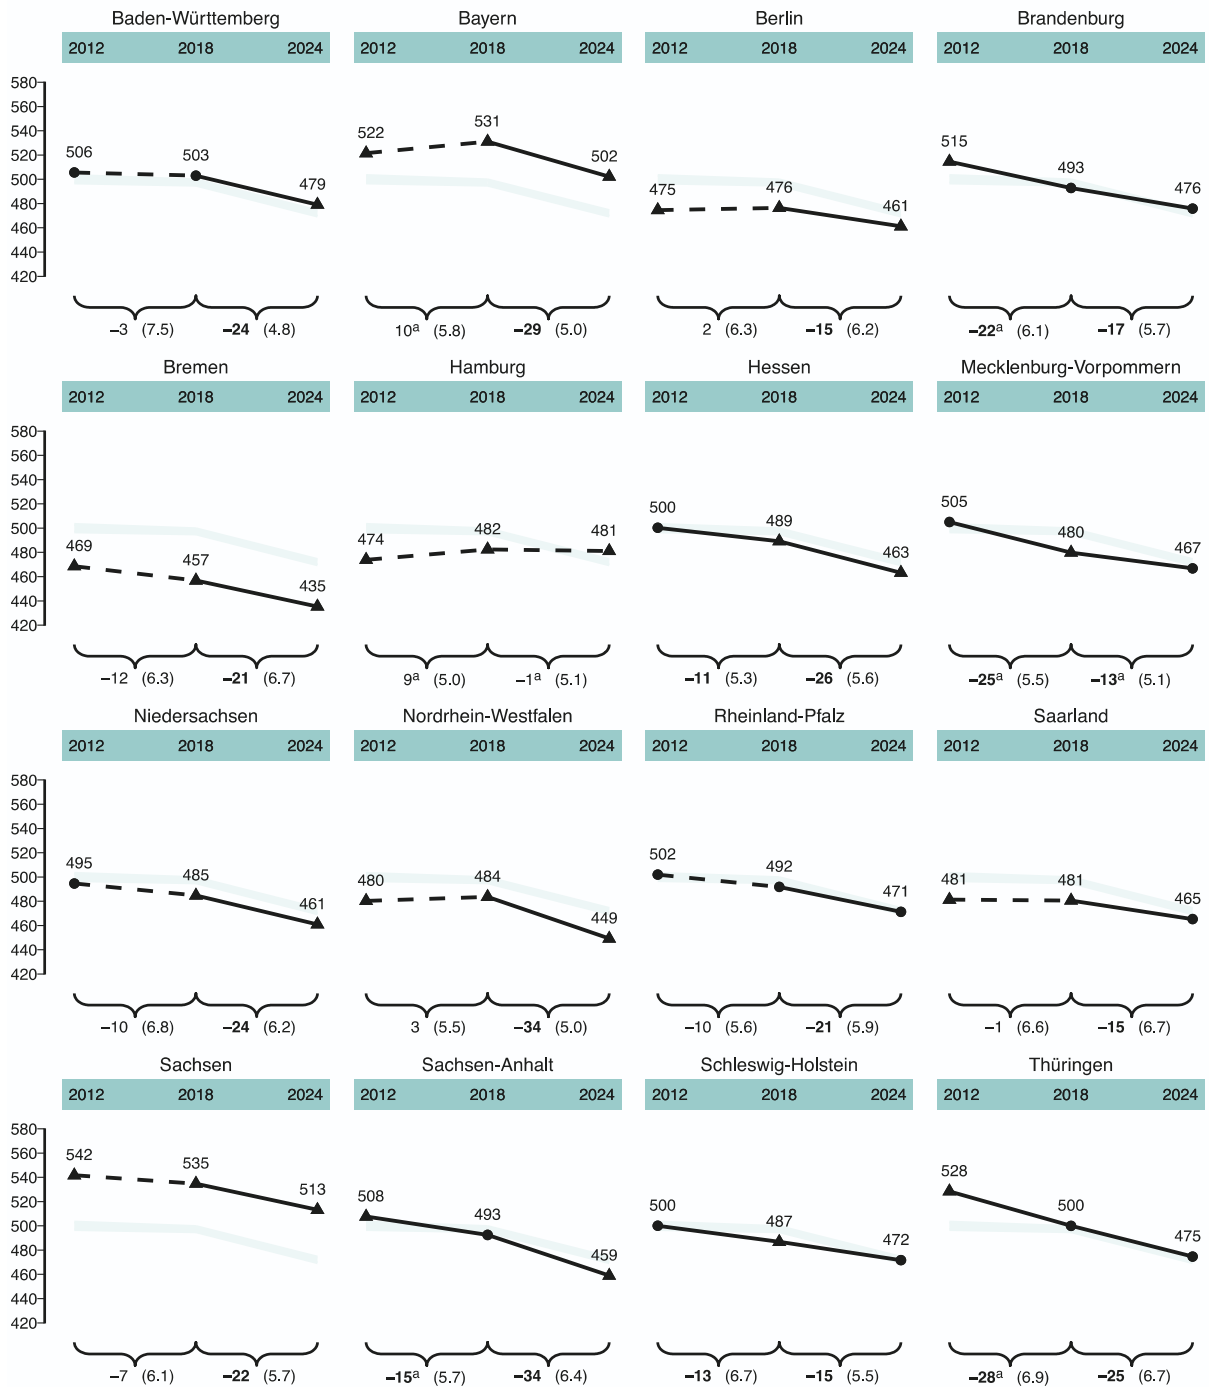 Baden-Württemberg Bayern Berlin Brandenburg
2012 2018 2024 2012 2018 2024 2012 2018 2024 2012 2018 2024
580
560
540
520
500
480
460
440
420
506 503 479
522 531 502
475 476 461
515 493 476
–3 (7.5) –24 (4.8) 10ᵃ (5.8) –29 (5.0) 2 (6.3) –15 (6.2) –22ᵃ (6.1) –17 (5.7)
Bremen Hamburg Hessen Mecklenburg-Vorpommern
2012 2018 2024 2012 2018 2024 2012 2018 2024 2012 2018 2024
580
560
540
520
500
480
460
440
420
469 457 435
474 482 481
500 489 463
505 480 467
–12 (6.3) –21 (6.7) 9ᵃ (5.0) –1ᵃ (5.1) –11 (5.3) –26 (5.6) –25ᵃ (5.5) –13ᵃ (5.1)
Niedersachsen Nordrhein-Westfalen Rheinland-Pfalz Saarland
2012 2018 2024 2012 2018 2024 2012 2018 2024 2012 2018 2024
580
560
540
520
500
480
460
440
420
495 485 461
480 484 449
502 492 471
481 481 465
–10 (6.8) –24 (6.2) 3 (5.5) –34 (5.0) –10 (5.6) –21 (5.9) –1 (6.6) –15 (6.7)
Sachsen Sachsen-Anhalt Schleswig-Holstein Thüringen
2012 2018 2024 2012 2018 2024 2012 2018 2024 2012 2018 2024
580
560
540
520
500
480
460
440
420
542 535 513
508 493 459
500 487 472
528 500 475
–7 (6.1) –22 (5.7) –15ᵃ (5.7) –34 (6.4) –13 (6.7) –15 (5.5) –28ᵃ (6.9) –25 (6.7)